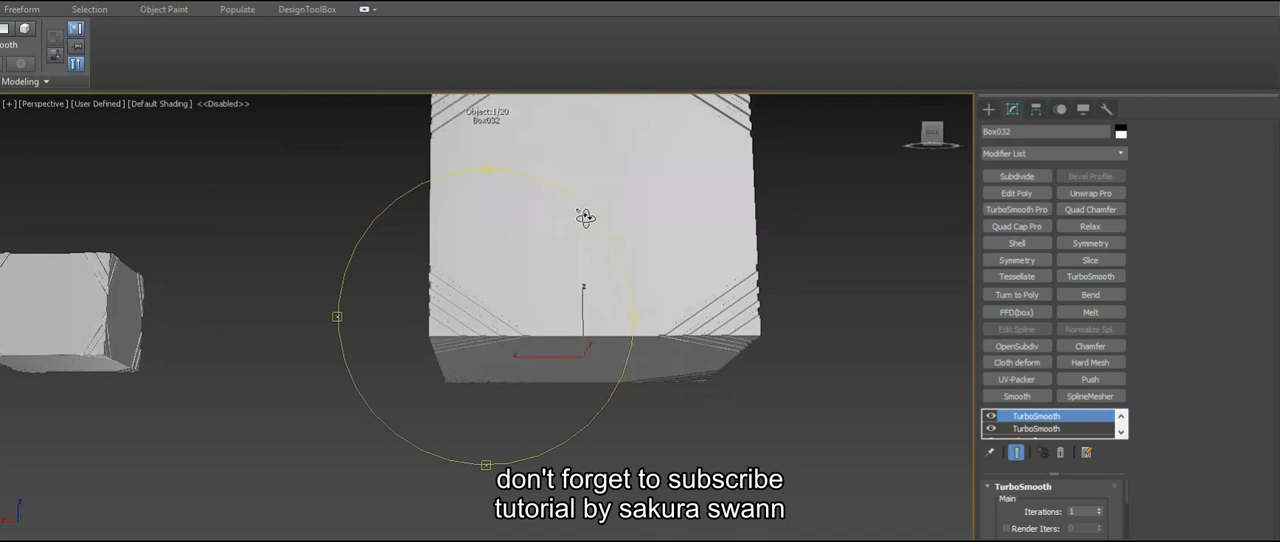 Freeform Selection Object Paint Populate DesignToolBox
ooth
Modeling
[+] [Perspective] [User Defined] [Default Shading] <<Disabled>>
Object:1/20
Box032
Box032
Modifier List
Subdivide Bevel Profile
Edit Poly Unwrap Pro
TurboSmooth Pro Quad Chamfer
Quad Cap Pro Relax
Shell Symmetry
Symmetry Slice
Tessellate TurboSmooth
Turn to Poly Bend
FFD(box) Melt
Edit Spline Normalize Spl.
OpenSubdiv Chamfer
Cloth deform Hard Mesh
UV-Packer Push
Smooth SplineMesher
TurboSmooth
TurboSmooth
TurboSmooth
Main
Iterations: 1
Render Iters: 0
z
x
don't forget to subscribe
tutorial by sakura swann